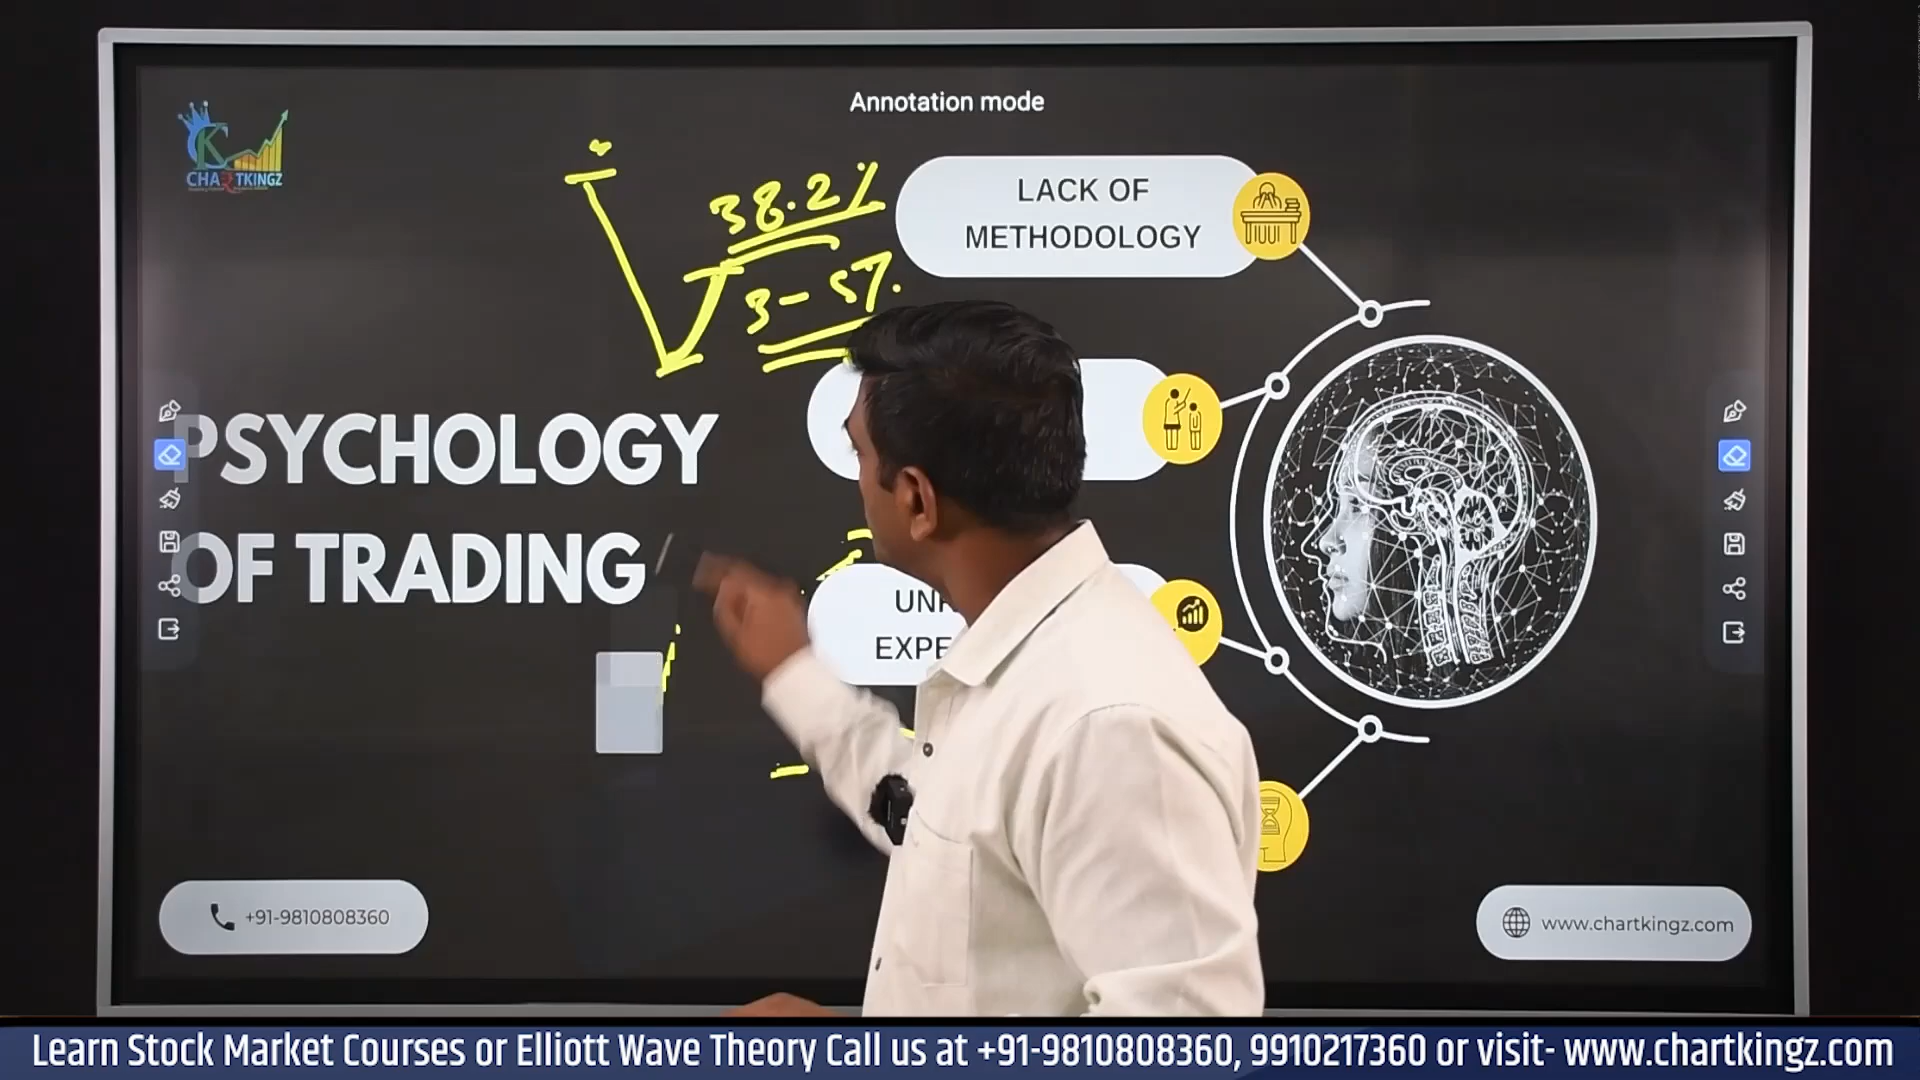 Annotation mode
CHARTKINGZ
38.2%
3-5%.
LACK OF
METHODOLOGY
PSYCHOLOGY
OF TRADING
EXPE
+91-9810808360
www.chartkingz.com
Learn Stock Market Courses or Elliott Wave Theory Call us at +91-9810808360, 9910217360 or visit- www.chartkingz.com